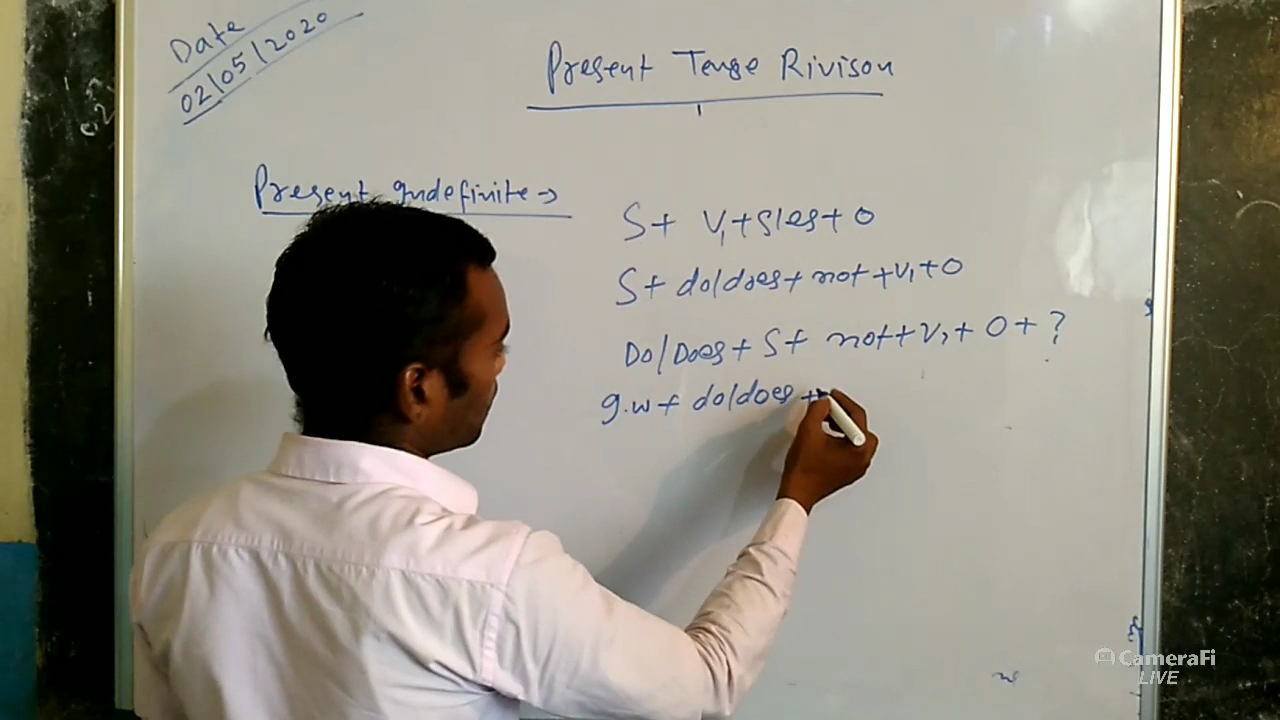 Date
02/05/2020
Present Tense Rivison
Present Indefinite →
S + V₁ + s/es + O
S + do/does + not + V₁ + O
Do/Does + S + not + V₁ + O + ?
I.W + do/does +
CameraFi
LIVE